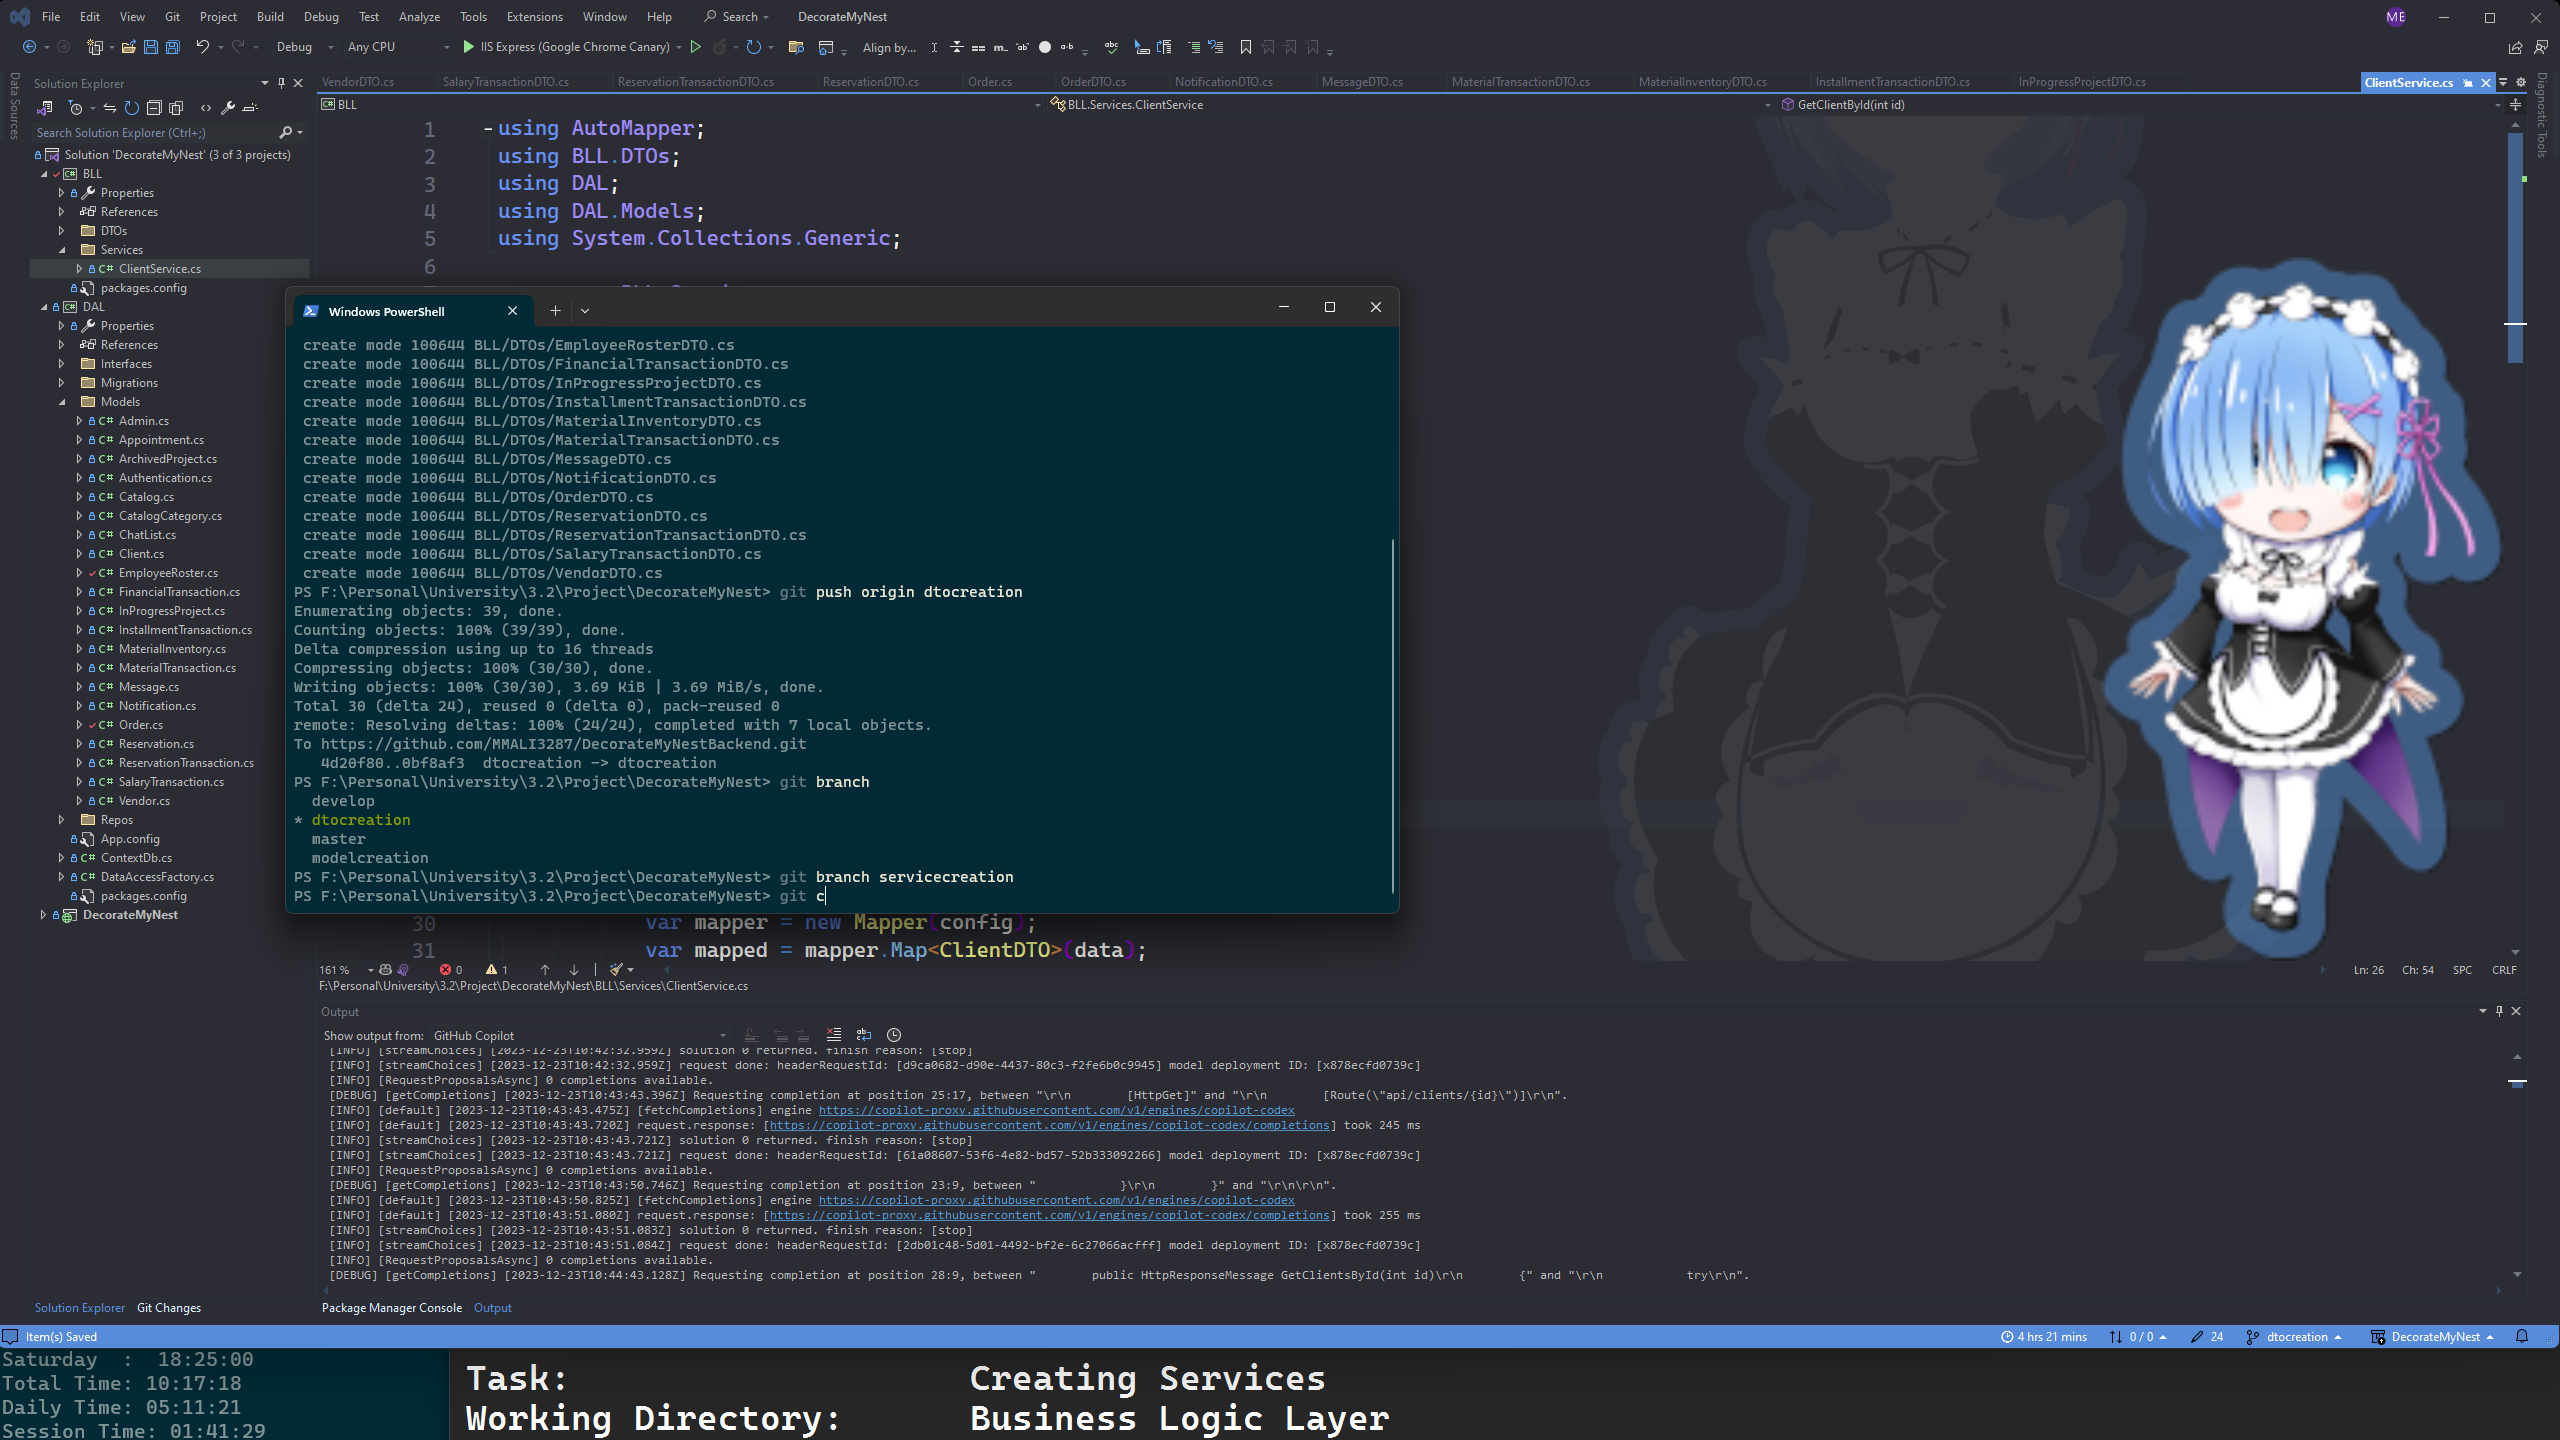 File Edit View Git Project Build Debug Test Analyze Tools Extensions Window Help Search DecorateMyNest ME
Debug Any CPU IIS Express (Google Chrome Canary) Align by...
Data Sources
Solution Explorer
Search Solution Explorer (Ctrl+;)
Solution 'DecorateMyNest' (3 of 3 projects)
BLL
Properties
References
DTOs
Services
C# ClientService.cs
packages.config
DAL
Properties
References
Interfaces
Migrations
Models
C# Admin.cs
C# Appointment.cs
C# ArchivedProject.cs
C# Authentication.cs
C# Catalog.cs
C# CatalogCategory.cs
C# ChatList.cs
C# Client.cs
C# EmployeeRoster.cs
C# FinancialTransaction.cs
C# InProgressProject.cs
C# InstallmentTransaction.cs
C# MaterialInventory.cs
C# MaterialTransaction.cs
C# Message.cs
C# Notification.cs
C# Order.cs
C# Reservation.cs
C# ReservationTransaction.cs
C# SalaryTransaction.cs
C# Vendor.cs
Repos
App.config
C# ContextDb.cs
C# DataAccessFactory.cs
packages.config
DecorateMyNest
Solution Explorer Git Changes
VendorDTO.cs SalaryTransactionDTO.cs ReservationTransactionDTO.cs ReservationDTO.cs Order.cs OrderDTO.cs NotificationDTO.cs MessageDTO.cs MaterialTransactionDTO.cs MaterialInventoryDTO.cs InstallmentTransactionDTO.cs InProgressProjectDTO.cs ClientService.cs
C# BLL BLL.Services.ClientService GetClientById(int id)
Diagnostic Tools
1 using AutoMapper;
2 using BLL.DTOs;
3 using DAL;
4 using DAL.Models;
5 using System.Collections.Generic;
6
Windows PowerShell
create mode 100644 BLL/DTOs/EmployeeRosterDTO.cs
create mode 100644 BLL/DTOs/FinancialTransactionDTO.cs
create mode 100644 BLL/DTOs/InProgressProjectDTO.cs
create mode 100644 BLL/DTOs/InstallmentTransactionDTO.cs
create mode 100644 BLL/DTOs/MaterialInventoryDTO.cs
create mode 100644 BLL/DTOs/MaterialTransactionDTO.cs
create mode 100644 BLL/DTOs/MessageDTO.cs
create mode 100644 BLL/DTOs/NotificationDTO.cs
create mode 100644 BLL/DTOs/OrderDTO.cs
create mode 100644 BLL/DTOs/ReservationDTO.cs
create mode 100644 BLL/DTOs/ReservationTransactionDTO.cs
create mode 100644 BLL/DTOs/SalaryTransactionDTO.cs
create mode 100644 BLL/DTOs/VendorDTO.cs
PS F:\Personal\University\3.2\Project\DecorateMyNest> git push origin dtocreation
Enumerating objects: 39, done.
Counting objects: 100% (39/39), done.
Delta compression using up to 16 threads
Compressing objects: 100% (30/30), done.
Writing objects: 100% (30/30), 3.69 KiB | 3.69 MiB/s, done.
Total 30 (delta 24), reused 0 (delta 0), pack-reused 0
remote: Resolving deltas: 100% (24/24), completed with 7 local objects.
To https://github.com/MMALI3287/DecorateMyNestBackend.git
4d20f80..0bf8af3  dtocreation -> dtocreation
PS F:\Personal\University\3.2\Project\DecorateMyNest> git branch
develop
* dtocreation
master
modelcreation
PS F:\Personal\University\3.2\Project\DecorateMyNest> git branch servicecreation
PS F:\Personal\University\3.2\Project\DecorateMyNest> git c
30 var mapper = new Mapper(config);
31 var mapped = mapper.Map<ClientDTO>(data);
161 % 0 1 Ln: 26 Ch: 54 SPC CRLF
F:\Personal\University\3.2\Project\DecorateMyNest\BLL\Services\ClientService.cs
Output
Show output from: GitHub Copilot
[INFO] [streamChoices] [2023-12-23T10:42:32.959Z] solution 0 returned. finish reason: [stop]
[INFO] [streamChoices] [2023-12-23T10:42:32.959Z] request done: headerRequestId: [d9ca0682-d90e-4437-80c3-f2fe6b0c9945] model deployment ID: [x878ecfd0739c]
[INFO] [RequestProposalsAsync] 0 completions available.
[DEBUG] [getCompletions] [2023-12-23T10:43:43.396Z] Requesting completion at position 25:17, between "\r\n        [HttpGet]" and "\r\n        [Route(\"api/clients/{id}\")]\r\n".
[INFO] [default] [2023-12-23T10:43:43.475Z] [fetchCompletions] engine https://copilot-proxy.githubusercontent.com/v1/engines/copilot-codex
[INFO] [default] [2023-12-23T10:43:43.720Z] request.response: [https://copilot-proxy.githubusercontent.com/v1/engines/copilot-codex/completions] took 245 ms
[INFO] [streamChoices] [2023-12-23T10:43:43.721Z] solution 0 returned. finish reason: [stop]
[INFO] [streamChoices] [2023-12-23T10:43:43.721Z] request done: headerRequestId: [61a08607-53f6-4e82-bd57-52b333092266] model deployment ID: [x878ecfd0739c]
[INFO] [RequestProposalsAsync] 0 completions available.
[DEBUG] [getCompletions] [2023-12-23T10:43:50.746Z] Requesting completion at position 23:9, between "            }\r\n        }" and "\r\n\r\n".
[INFO] [default] [2023-12-23T10:43:50.825Z] [fetchCompletions] engine https://copilot-proxy.githubusercontent.com/v1/engines/copilot-codex
[INFO] [default] [2023-12-23T10:43:51.080Z] request.response: [https://copilot-proxy.githubusercontent.com/v1/engines/copilot-codex/completions] took 255 ms
[INFO] [streamChoices] [2023-12-23T10:43:51.083Z] solution 0 returned. finish reason: [stop]
[INFO] [streamChoices] [2023-12-23T10:43:51.084Z] request done: headerRequestId: [2db01c48-5d01-4492-bf2e-6c27066acfff] model deployment ID: [x878ecfd0739c]
[INFO] [RequestProposalsAsync] 0 completions available.
[DEBUG] [getCompletions] [2023-12-23T10:44:43.128Z] Requesting completion at position 28:9, between "        public HttpResponseMessage GetClientsById(int id)\r\n        {" and "\r\n            try\r\n".
Package Manager Console Output
Item(s) Saved 4 hrs 21 mins 0 / 0 24 dtocreation DecorateMyNest
Saturday : 18:25:00
Total Time: 10:17:18
Daily Time: 05:11:21
Session Time: 01:41:29
Task: Creating Services
Working Directory: Business Logic Layer